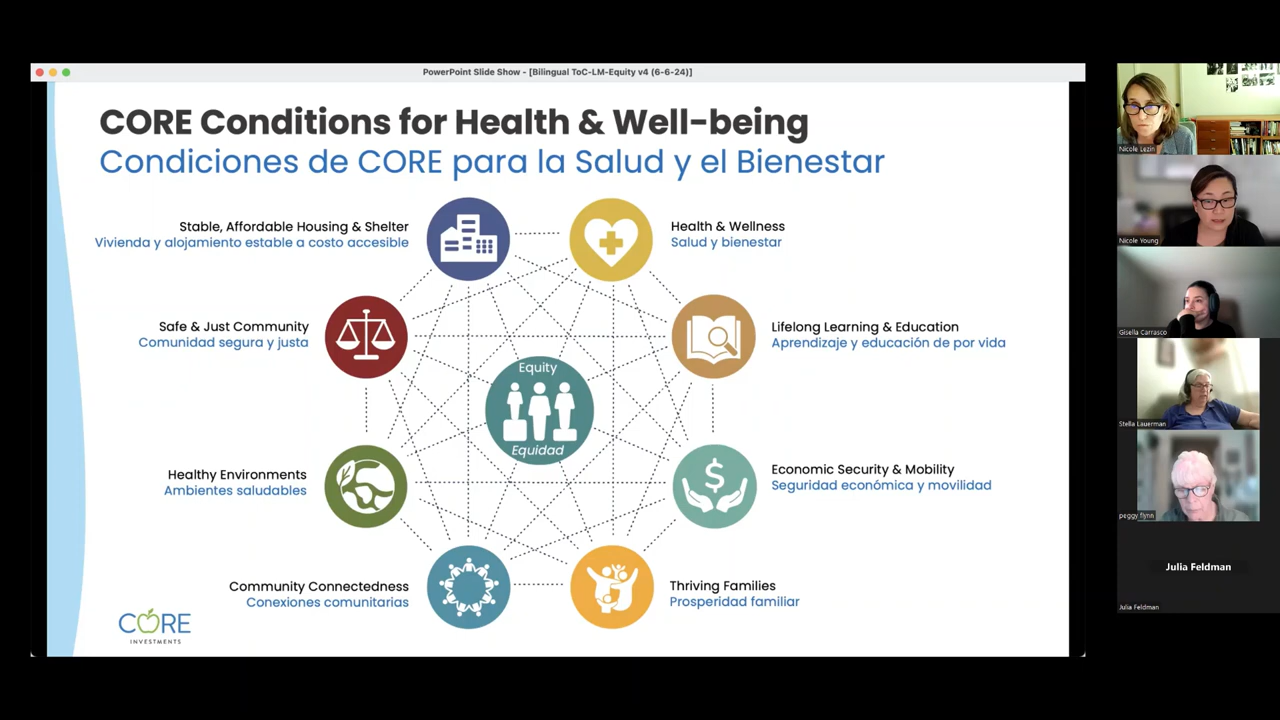 PowerPoint Slide Show - [Bilingual ToC-LM-Equity v4 (6-6-24)]
CORE Conditions for Health & Well-being
Condiciones de CORE para la Salud y el Bienestar
Stable, Affordable Housing & Shelter
Vivienda y alojamiento estable a costo accesible
Health & Wellness
Salud y bienestar
Safe & Just Community
Comunidad segura y justa
Lifelong Learning & Education
Aprendizaje y educación de por vida
Equity
Equidad
Healthy Environments
Ambientes saludables
Economic Security & Mobility
Seguridad económica y movilidad
Community Connectedness
Conexiones comunitarias
Thriving Families
Prosperidad familiar
CORE
INVESTMENTS
Nicole Lezin
Nicole Young
Gisella Carrasco
Stella Lauerman
peggy flynn
Julia Feldman
Julia Feldman